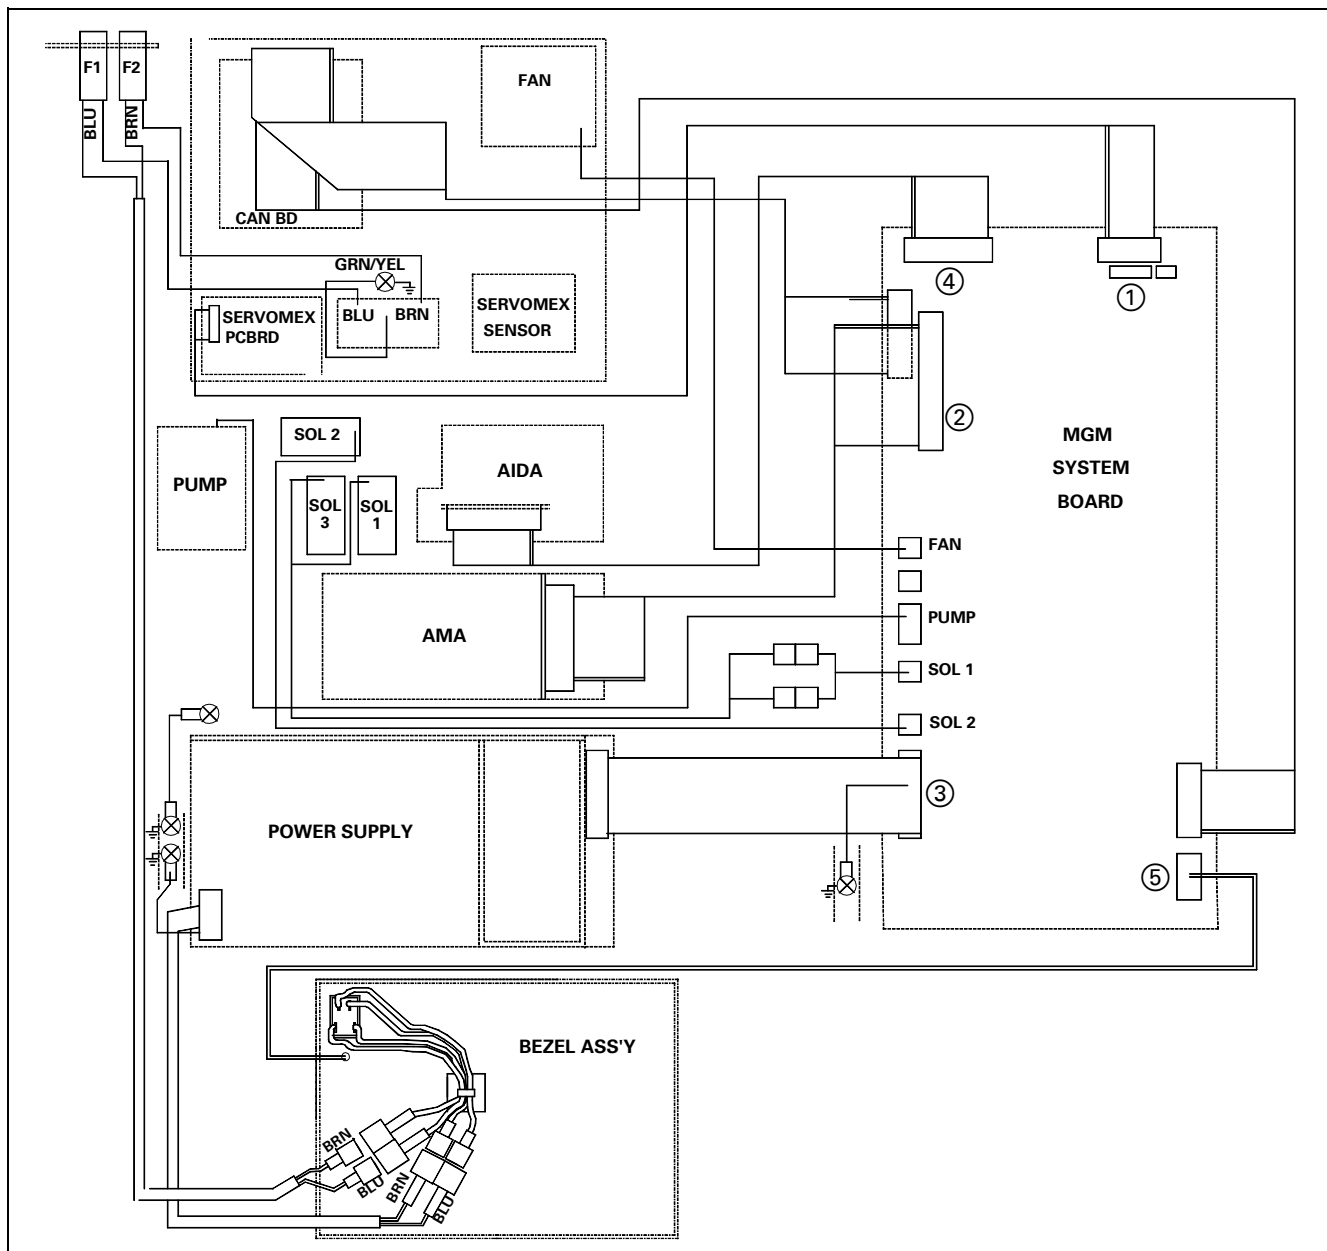 F1
F2
BLU
BRN
FAN
CAN BD
GRN/YEL
BLU
BRN
SERVOMEX
PCBRD
SERVOMEX
SENSOR
④
①
②
MGM
SYSTEM
BOARD
PUMP
SOL 2
SOL
3
SOL
1
AIDA
AMA
FAN
PUMP
SOL 1
SOL 2
③
POWER SUPPLY
⑤
BEZEL ASS'Y
BRN
BLU
BRN
BLU